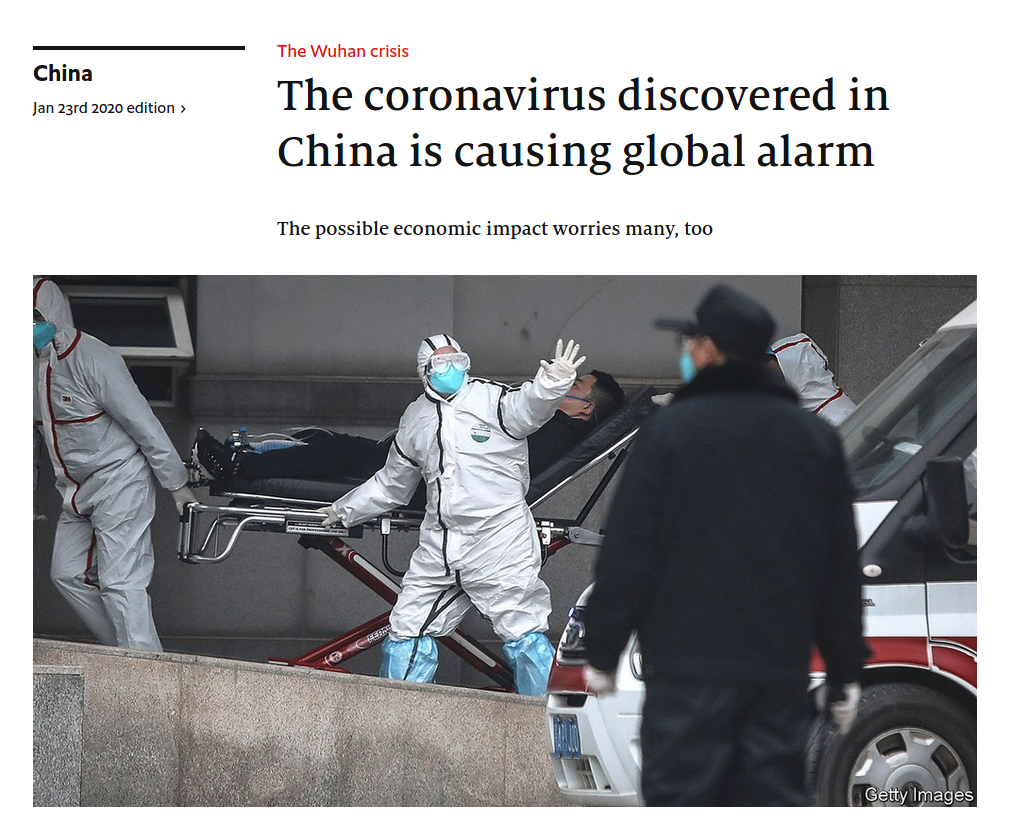 The Wuhan crisis
China
The coronavirus discovered in
Jan 23rd 2020 edition ›
China is causing global alarm
The possible economic impact worries many, too
3M
Getty Images